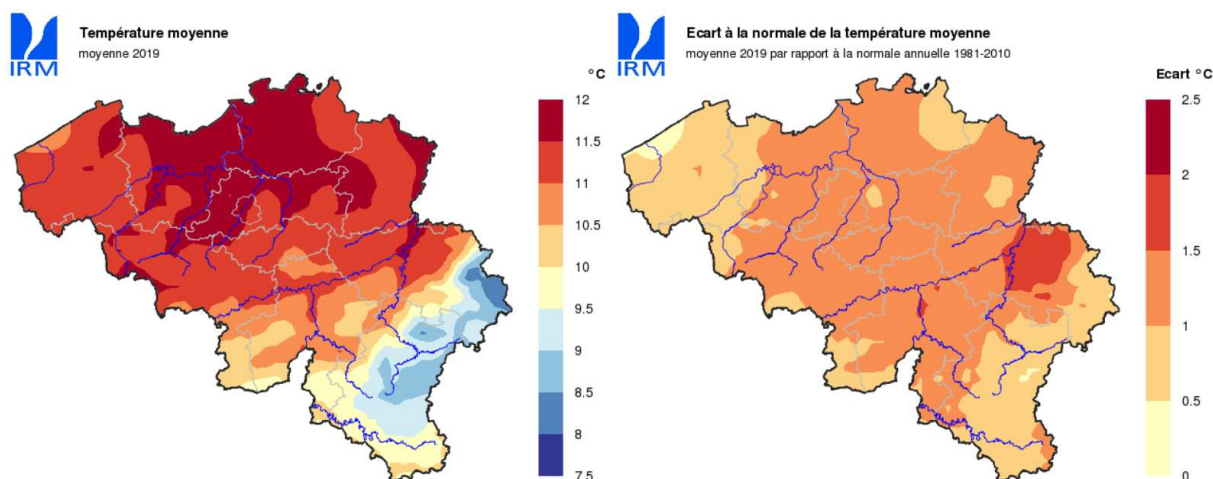 IRM
Température moyenne
moyenne 2019
°C
12
11.5
11
10.5
10
9.5
9
8.5
8
7.5
IRM
Ecart à la normale de la température moyenne
moyenne 2019 par rapport à la normale annuelle 1981-2010
Ecart °C
2.5
2
1.5
1
0.5
0